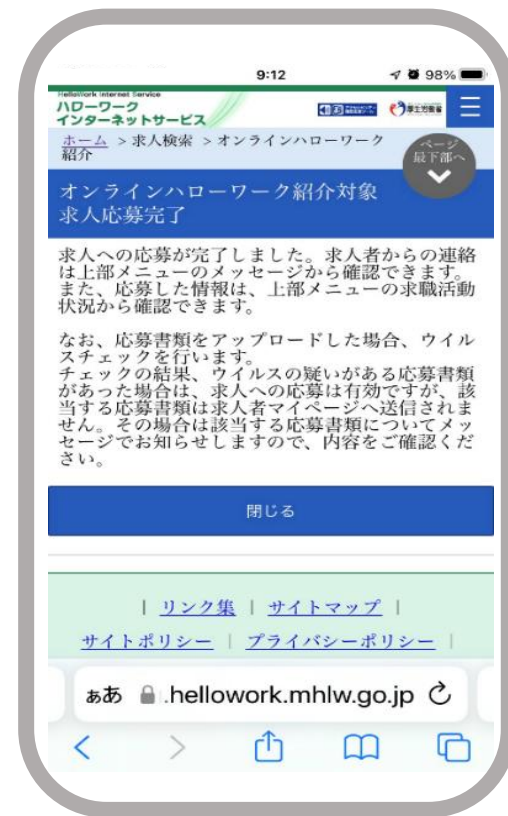 9:12
98%
HelloWork Internet Service
ハローワーク
インターネットサービス
厚生労働省
ホーム > 求人検索 > オンラインハローワーク
紹介
ページ
最下部へ
オンラインハローワーク紹介対象
求人応募完了
求人への応募が完了しました。求人者からの連絡
は上部メニューのメッセージから確認できます。
また、応募した情報は、上部メニューの求職活動
状況から確認できます。
なお、応募書類をアップロードした場合、ウイル
スチェックを行います。
チェックの結果、ウイルスの疑いがある応募書類
があった場合は、求人への応募は有効ですが、該
当する応募書類は求人者マイページへ送信されま
せん。その場合は該当する応募書類についてメッ
セージでお知らせしますので、内容をご確認くだ
さい。
閉じる
| リンク集 | サイトマップ |
サイトポリシー | プライバシーポリシー |
ぁあ .hellowork.mhlw.go.jp